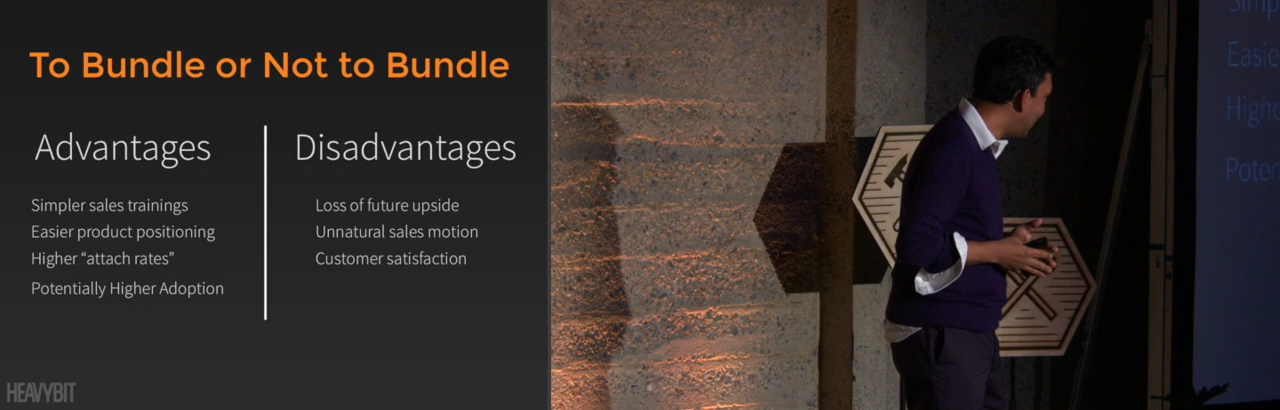 To Bundle or Not to Bundle
Advantages
Simpler sales trainings
Easier product positioning
Higher “attach rates”
Potentially Higher Adoption
Disadvantages
Loss of future upside
Unnatural sales motion
Customer satisfaction
HEAVYBIT